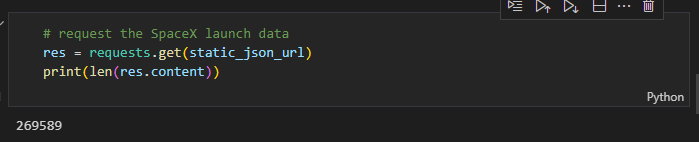 # request the SpaceX launch data
res = requests.get(static_json_url)
print(len(res.content))
Python
269589